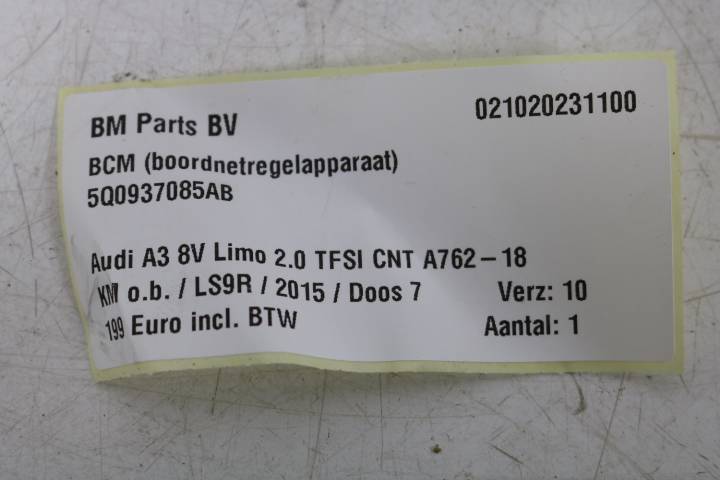 BM Parts BV 021020231100
BCM (boordnetregelapparaat)
5Q0937085AB
Audi A3 8V Limo 2.0 TFSI CNT A762-18
KM o.b. / LS9R / 2015 / Doos 7 Verz: 10
199 Euro incl. BTW Aantal: 1